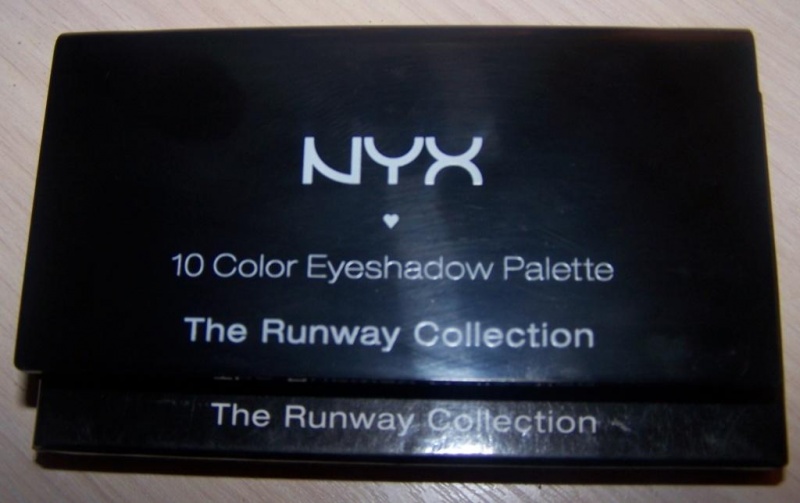 NYX
10 Color Eyeshadow Palette
The Runway Collection
The Runway Collection